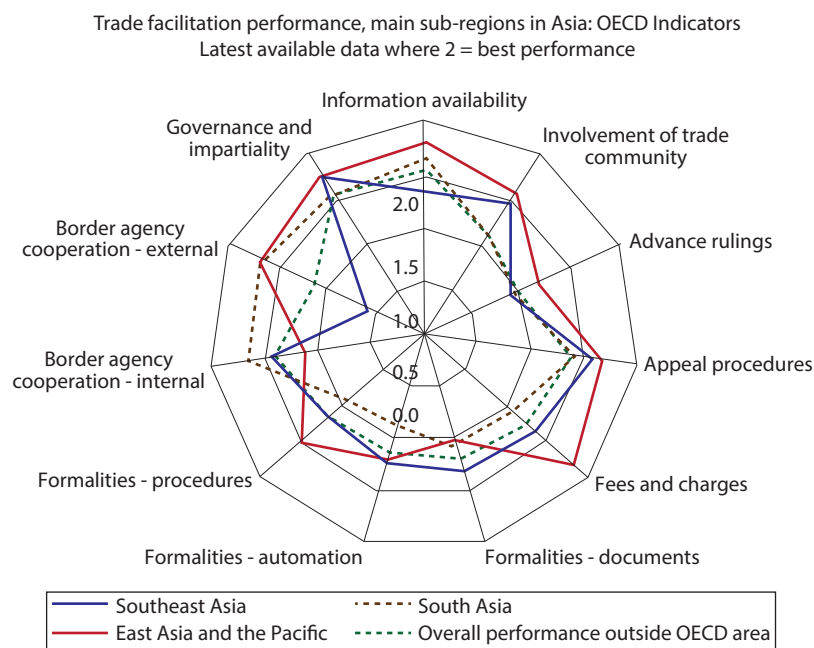 Trade facilitation performance, main sub-regions in Asia: OECD Indicators
Latest available data where 2 = best performance
Information availability
Governance and
impartiality
Involvement of trade
community
Border agency
cooperation - external
Advance rulings
2.0
1.5
1.0
0.5
0.0
Border agency
cooperation - internal
Appeal procedures
Formalities - procedures
Fees and charges
Formalities - automation
Formalities - documents
Southeast Asia
South Asia
East Asia and the Pacific
Overall performance outside OECD area